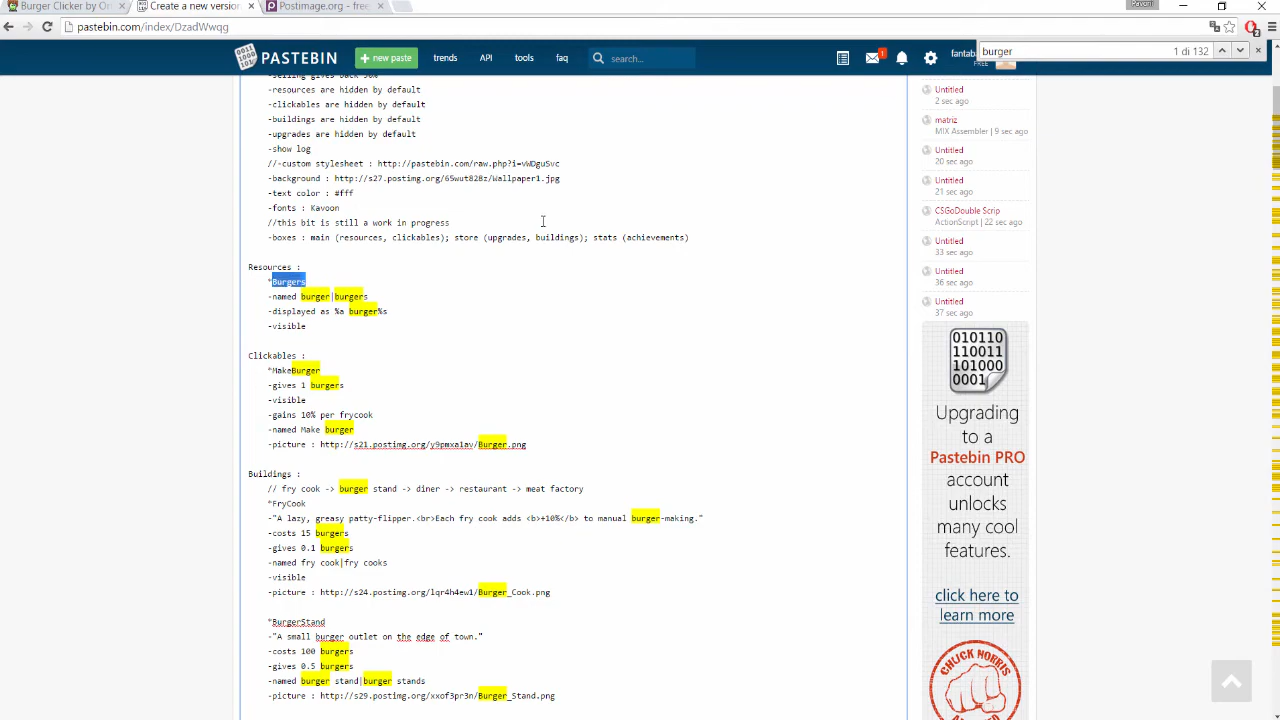 Burger Clicker by Om
Create a new version
Postimage.org - free
pastebin.com/index/DzadWwqg
burger
1 di 132
PASTEBIN
+ new paste
trends
API
tools
faq
search...
fantab
FREE
-resources are hidden by default
-clickables are hidden by default
-buildings are hidden by default
-upgrades are hidden by default
-show log
//-custom stylesheet : http://pastebin.com/raw.php?i=vWDguSvc
-background : http://s27.postimg.org/65wut828z/Wallpaper1.jpg
-text color : #fff
-fonts : Kavoon
//this bit is still a work in progress
-boxes : main (resources, clickables); store (upgrades, buildings); stats (achievements)
Resources :
*Burgers
-named burger|burgers
-displayed as %a burger%s
-visible
Clickables :
*MakeBurger
-gives 1 burgers
-visible
-gains 10% per frycook
-named Make burger
-picture : http://s21.postimg.org/y9pmxa1av/Burger.png
Buildings :
// fry cook -> burger stand -> diner -> restaurant -> meat factory
*FryCook
-"A lazy, greasy patty-flipper.<br>Each fry cook adds <b>+10%</b> to manual burger-making."
-costs 15 burgers
-gives 0.1 burgers
-named fry cook|fry cooks
-visible
-picture : http://s24.postimg.org/lqr4h4ew1/Burger_Cook.png
*BurgerStand
-"A small burger outlet on the edge of town."
-costs 100 burgers
-gives 0.5 burgers
-named burger stand|burger stands
-picture : http://s29.postimg.org/xxof3pr3n/Burger_Stand.png
Untitled
2 sec ago
matriz
MIX Assembler | 9 sec ago
Untitled
20 sec ago
Untitled
21 sec ago
CSGoDouble Scrip
ActionScript | 22 sec ago
Untitled
33 sec ago
Untitled
36 sec ago
Untitled
37 sec ago
010110
110011
101000
0001
Upgrading
to a
Pastebin PRO
account
unlocks
many cool
features.
click here to
learn more
CHUCK NORRIS